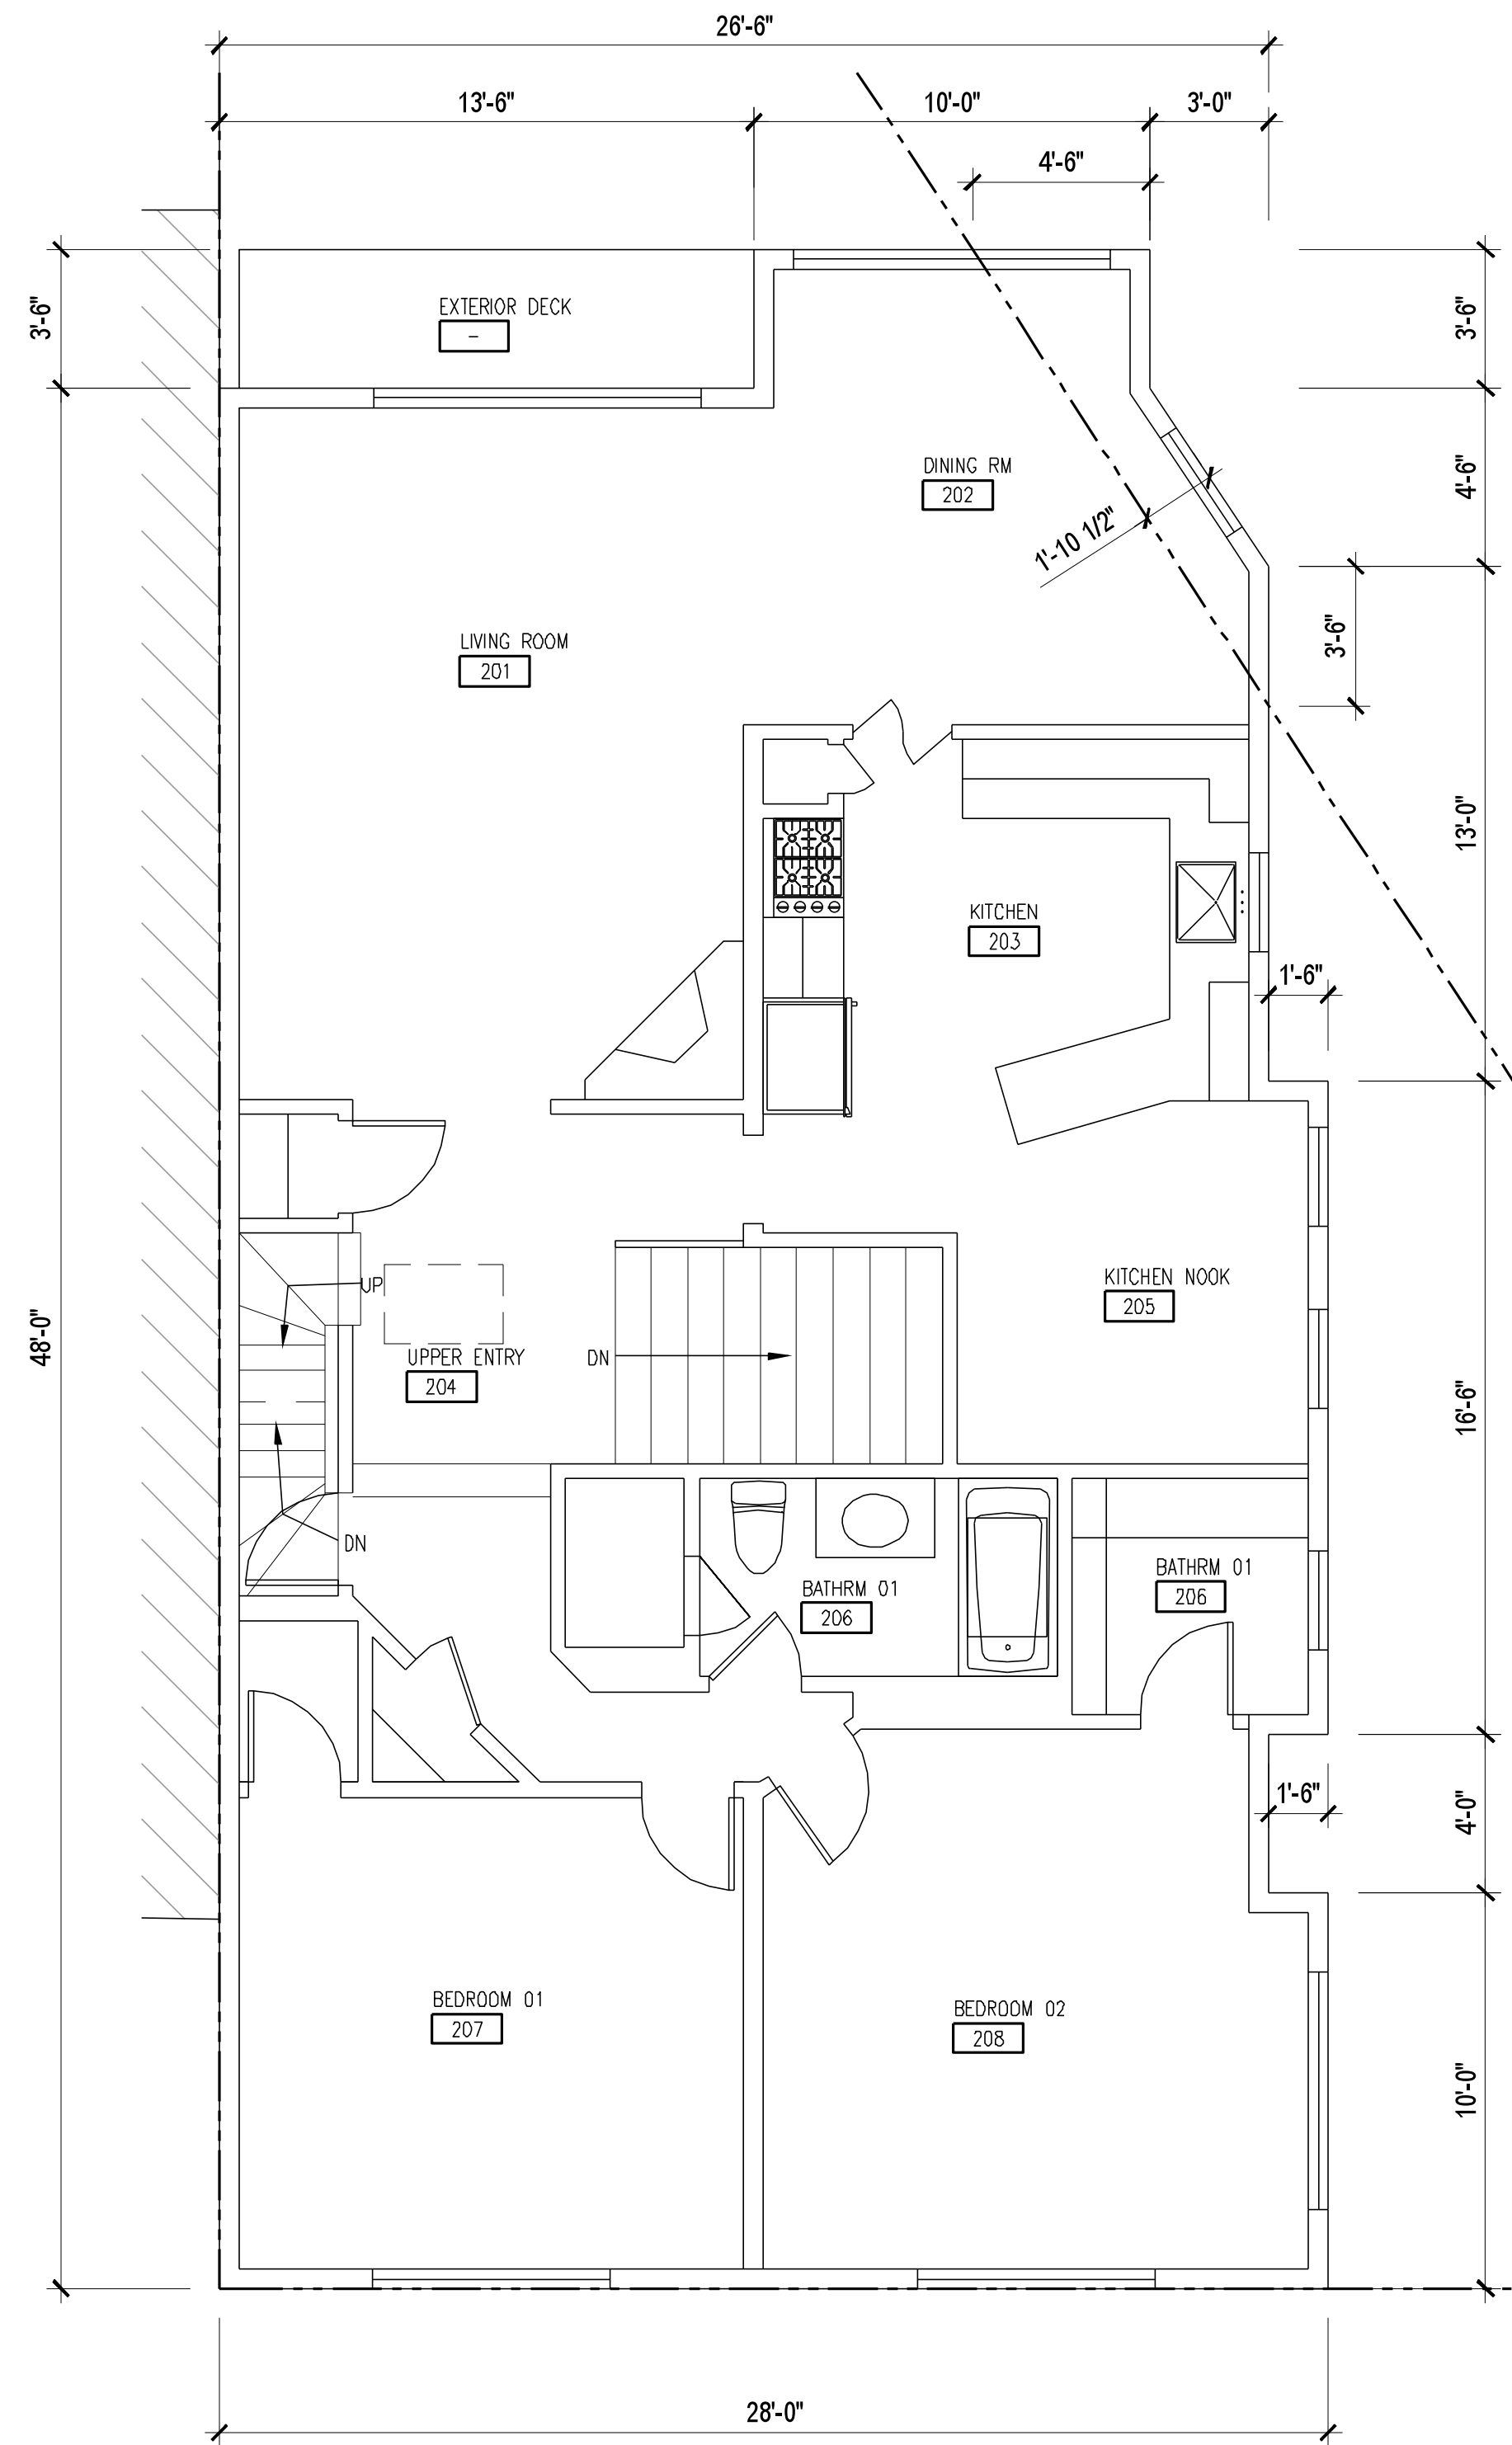 26'-6"
13'-6"
10'-0"
3'-0"
4'-6"
3'-6"
EXTERIOR DECK
-
3'-6"
DINING RM
202
4'-6"
1'-10 1/2"
LIVING ROOM
201
3'-6"
13'-0"
KITCHEN
203
1'-6"
UP
KITCHEN NOOK
205
48'-0"
UPPER ENTRY
204
DN
16'-6"
DN
BATHRM 01
206
BATHRM 01
206
1'-6"
4'-0"
BEDROOM 01
207
BEDROOM 02
208
10'-0"
28'-0"